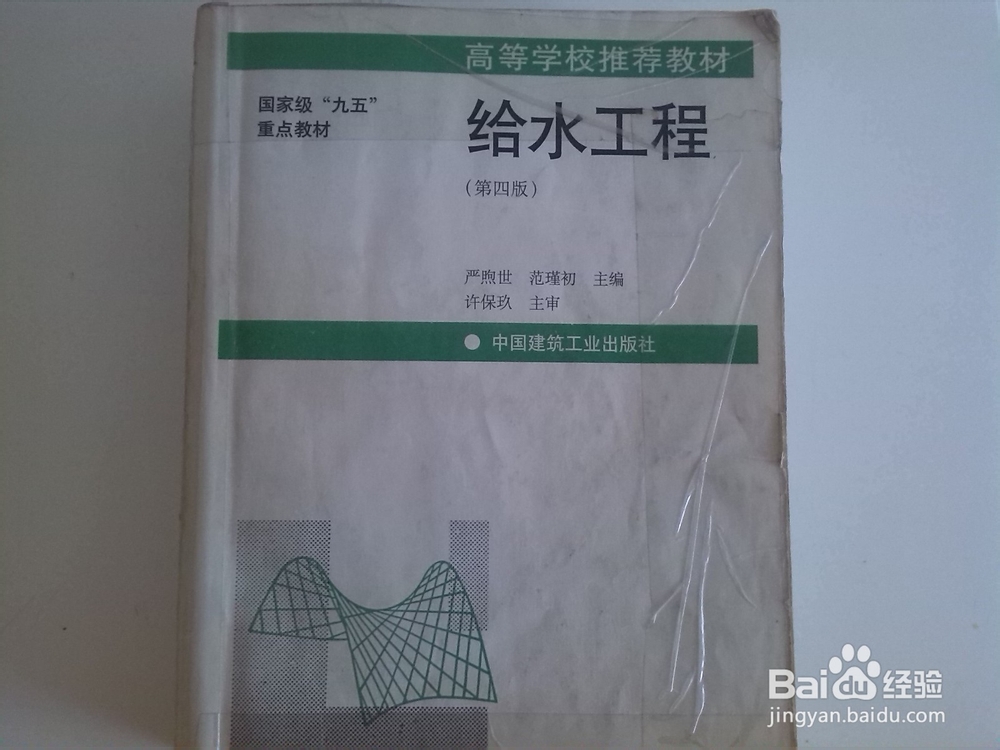 高等学校推荐教材
国家级“九五”
重点教材
给水工程
（第四版）
严煦世 范瑾初 主编
许保玖 主审
中国建筑工业出版社
Baidu经验
jingyan.baidu.com